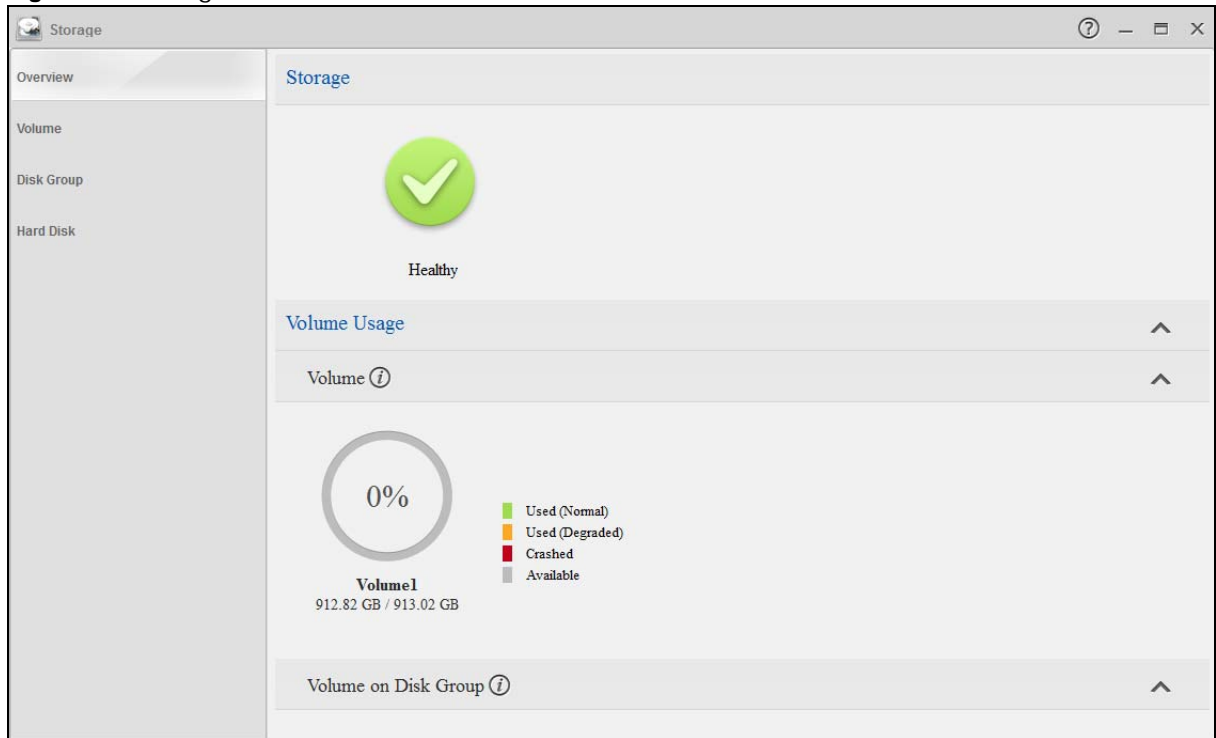 Storage
Overview
Volume
Disk Group
Hard Disk
Storage
Healthy
Volume Usage
Volume
0%
Volume1
912.82 GB / 913.02 GB
Used (Normal)
Used (Degraded)
Crashed
Available
Volume on Disk Group